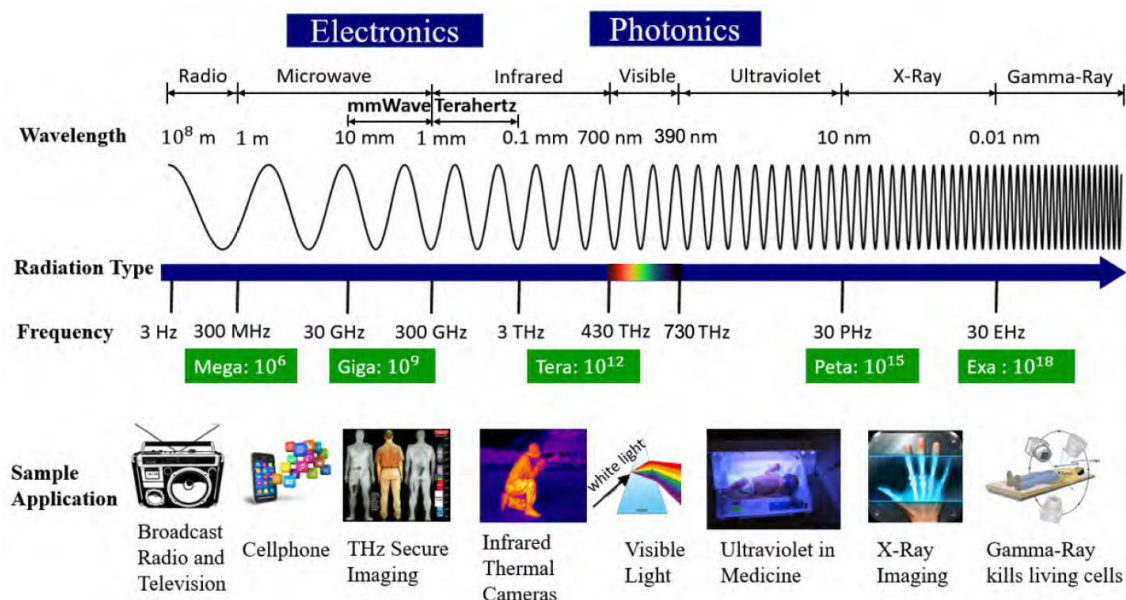 Electronics Photonics
Radio Microwave Infrared Visible Ultraviolet X-Ray Gamma-Ray
mmWave Terahertz
Wavelength 10⁸ m 1 m 10 mm 1 mm 0.1 mm 700 nm 390 nm 10 nm 0.01 nm
Radiation Type
Frequency 3 Hz 300 MHz 30 GHz 300 GHz 3 THz 430 THz 730 THz 30 PHz 30 EHz
Mega: 10⁶ Giga: 10⁹ Tera: 10¹² Peta: 10¹⁵ Exa : 10¹⁸
white light
Sample
Application
Broadcast
Radio and
Television
Cellphone
THz Secure
Imaging
Infrared
Thermal
Cameras
Visible
Light
Ultraviolet in
Medicine
X-Ray
Imaging
Gamma-Ray
kills living cells